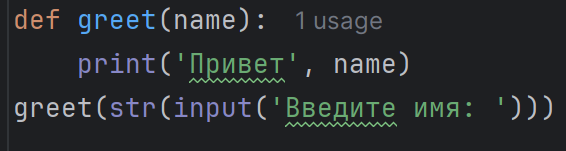 def greet(name): 1 usage
    print('Привет', name)
greet(str(input('Введите имя: ')))